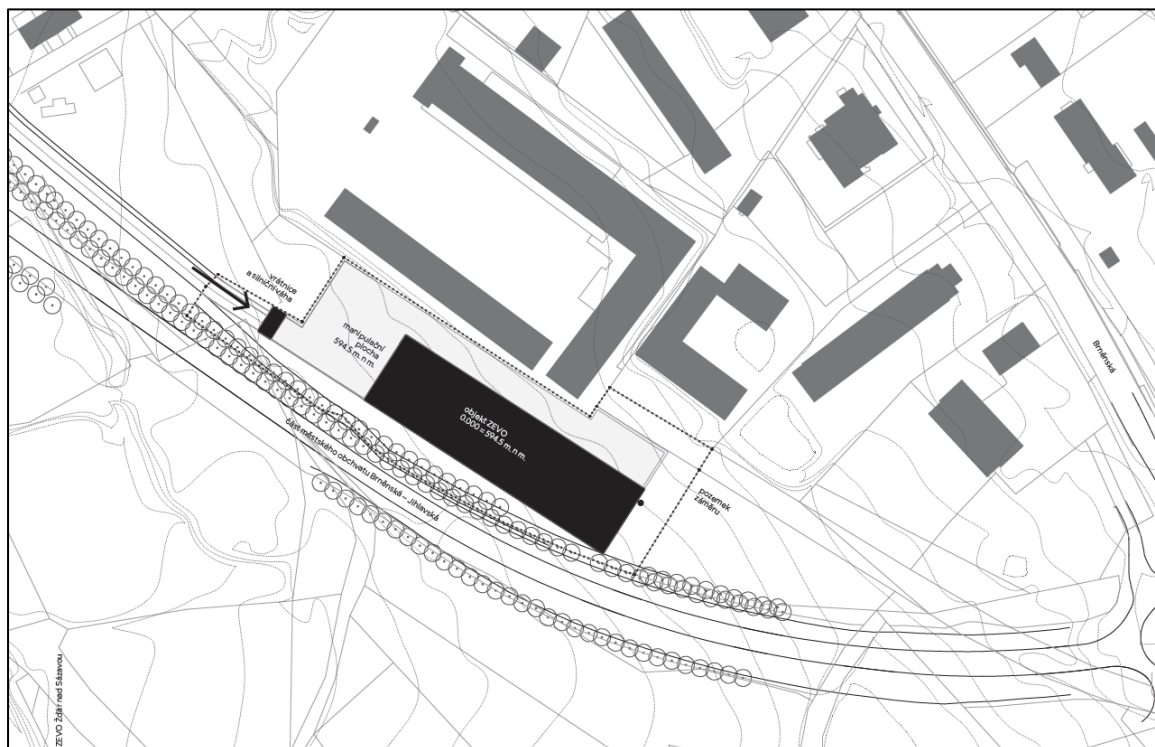 vrátnice
a silniční váha
manipulační
plocha
594.5 m. n m.
objekt ZEVO
0.000 = 594.5 m. n m.
část městského obchvatu Brněnská – Jihlavská
pozemek
záměru
Brněnská
ZEVO Žďár nad Sázavou